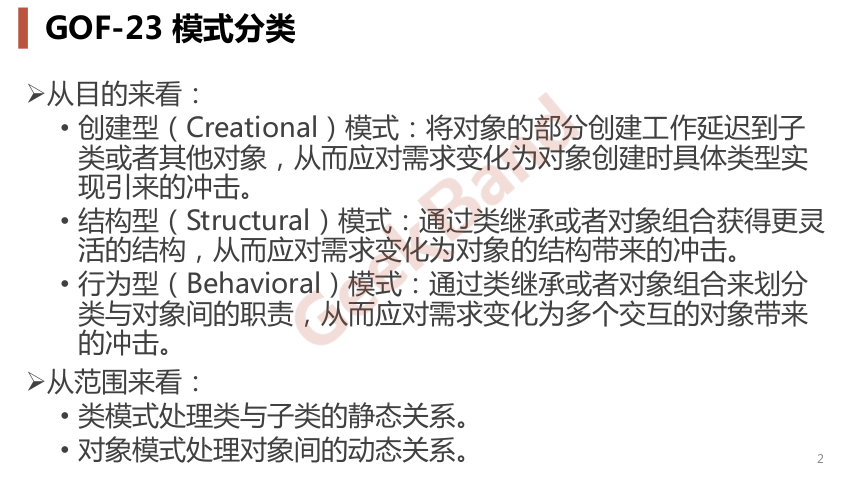 GOF-23 模式分类
➢从目的来看：
• 创建型（Creational）模式：将对象的部分创建工作延迟到子
类或者其他对象，从而应对需求变化为对象创建时具体类型实
现引来的冲击。
• 结构型（Structural）模式：通过类继承或者对象组合获得更灵
活的结构，从而应对需求变化为对象的结构带来的冲击。
• 行为型（Behavioral）模式：通过类继承或者对象组合来划分
类与对象间的职责，从而应对需求变化为多个交互的对象带来
的冲击。
➢从范围来看：
• 类模式处理类与子类的静态关系。
• 对象模式处理对象间的动态关系。
2
GeekBand